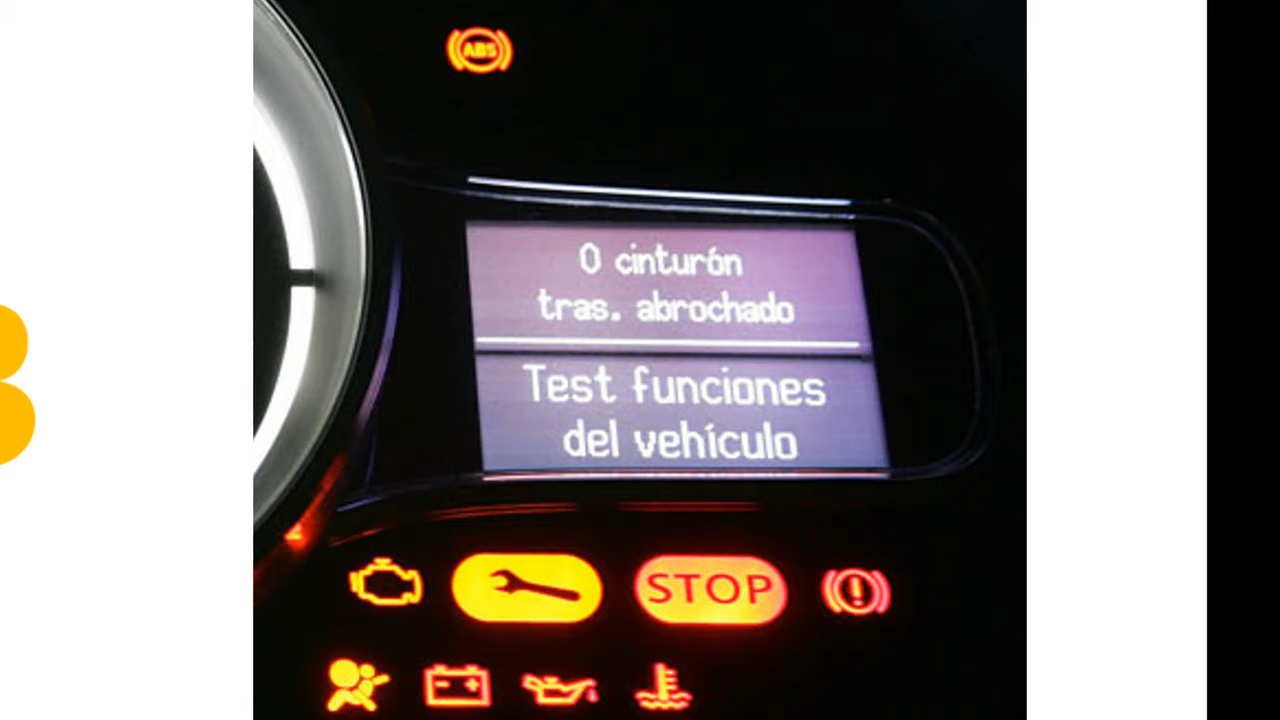 ABS
0 cinturón
tras. abrochado
Test funciones
del vehículo
STOP